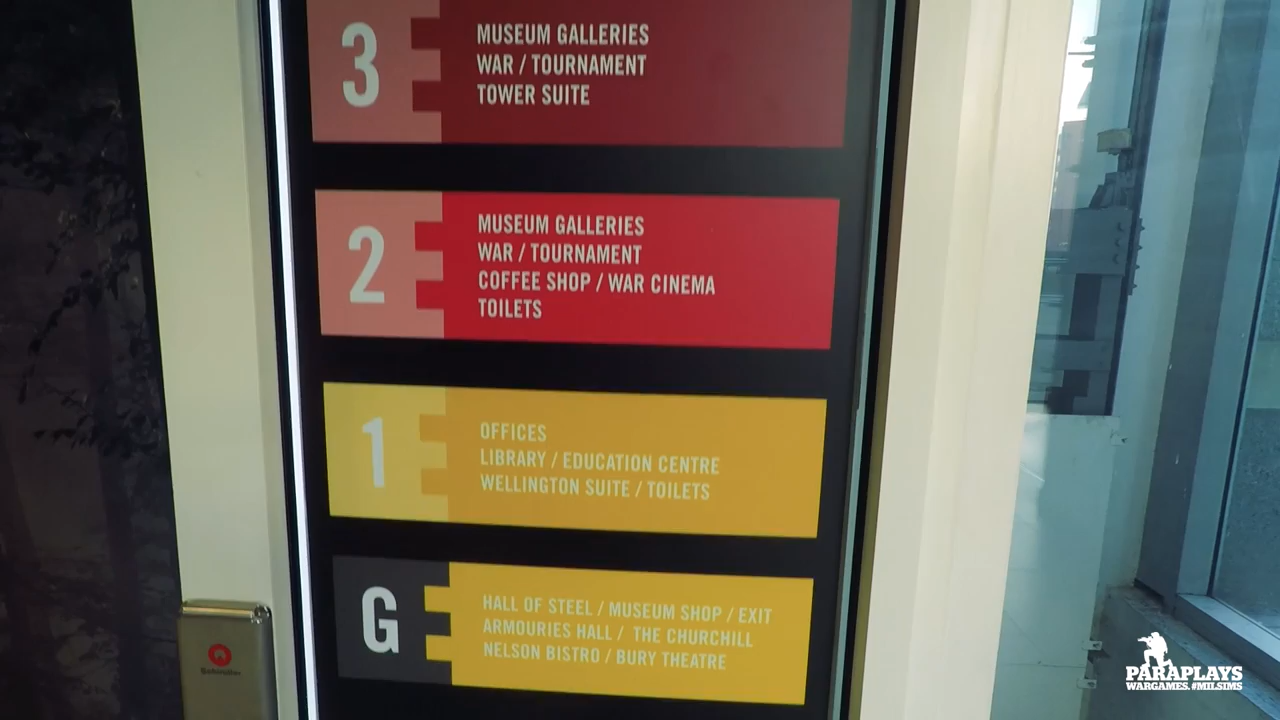 3
MUSEUM GALLERIES
WAR / TOURNAMENT
TOWER SUITE
2
MUSEUM GALLERIES
WAR / TOURNAMENT
COFFEE SHOP / WAR CINEMA
TOILETS
1
OFFICES
LIBRARY / EDUCATION CENTRE
WELLINGTON SUITE / TOILETS
G
HALL OF STEEL / MUSEUM SHOP / EXIT
ARMOURIES HALL / THE CHURCHILL
NELSON BISTRO / BURY THEATRE
PARAPLAYS
WARGAMES. #MILSIMS